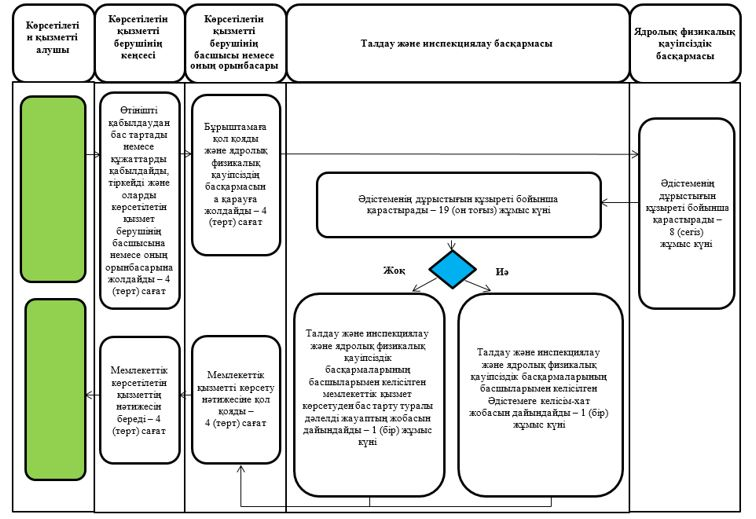 Көрсетілеті
н қызметті
алушы
Көрсетілетін
қызметті
берушінің
кеңсесі
Көрсетілетін
қызметті
берушінің
басшысы немесе
оның орынбасары
Талдау және инспекциялау басқармасы
Ядролық физикалық
қауіпсіздік
басқармасы
Өтінішті
қабылдаудан
бас тартады
немесе
құжаттарды
қабылдайды,
тіркейді және
оларды
көрсетілетін
қызмет
берушінің
басшысына
немесе оның
орынбасарына
жолдайды – 4
(төрт) сағат
Бұрыштамаға
қол қояды
және ядролық
физикалық
қауіпсіздің
басқармасын
а қарауға
жолдайды – 4
(төрт) сағат
Әдістеменің дұрыстығын құзыреті бойынша
қарастырады – 19 (он тоғыз) жұмыс күні
Әдістеменің
дұрыстығын
құзыреті бойынша
қарастырады –
8 (сегіз)
жұмыс күні
Жоқ
Иә
Мемлекеттік
көрсетілетін
қызметтің
нәтижесін
береді – 4
(төрт) сағат
Мемлекеттік
қызметті көрсету
нәтижесіне қол
қояды –
4 (төрт) сағат
Талдау және инспекциялау
және ядролық физикалық
қауіпсіздік
басқармаларының
басшыларымен келісілген
мемлекеттік қызмет
көрсетуден бас тарту туралы
дәлелді жауаптың жобасын
дайындайды – 1 (бір) жұмыс
күні
Талдау және инспекциялау
және ядролық физикалық
қауіпсіздік басқармаларының
басшыларымен келісілген
Әдістемеге келісім-хат
жобасын дайындайды – 1 (бір)
жұмыс күні